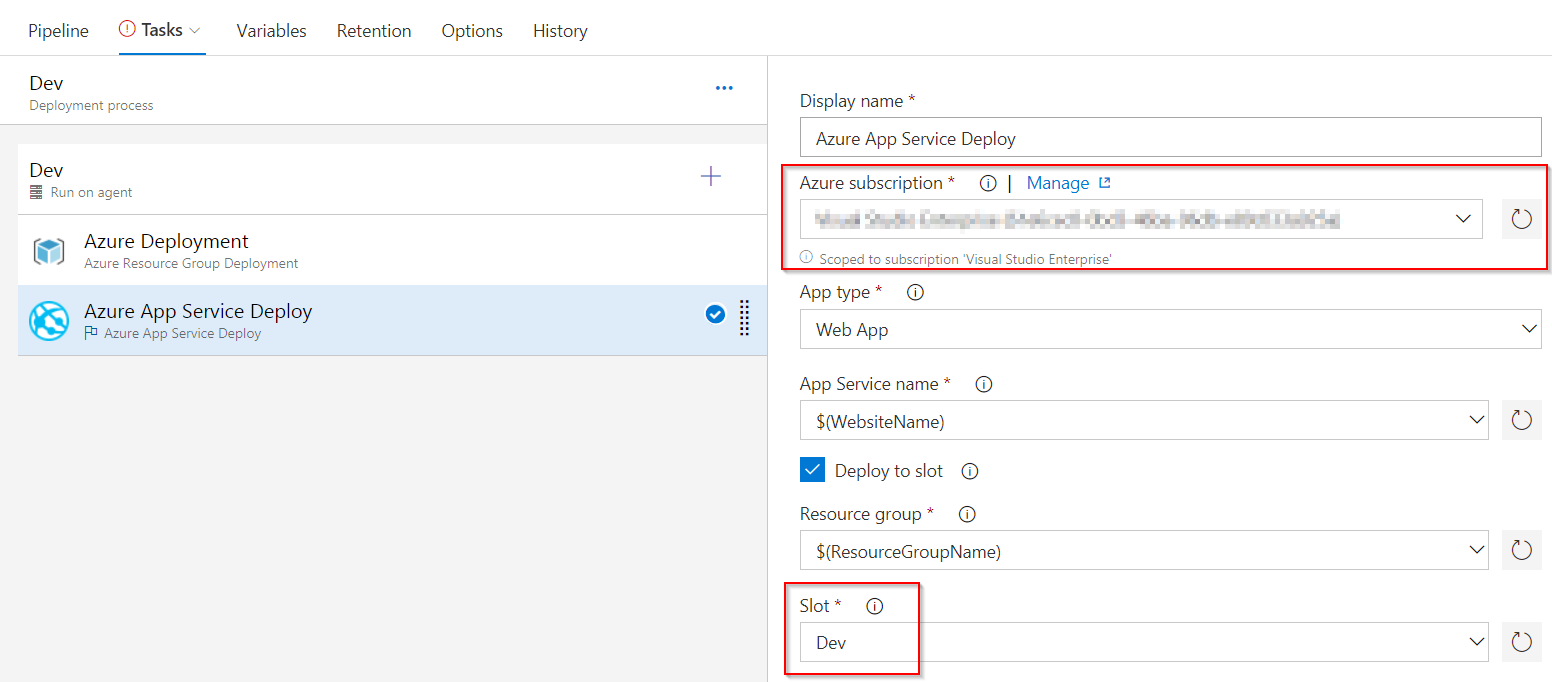 Pipeline Tasks Variables Retention Options History
Dev
Deployment process
Dev
Run on agent
Azure Deployment
Azure Resource Group Deployment
Azure App Service Deploy
Azure App Service Deploy
Display name *
Azure App Service Deploy
Azure subscription * | Manage
Visual Studio Enterprise
Scoped to subscription 'Visual Studio Enterprise'
App type *
Web App
App Service name *
$(WebsiteName)
Deploy to slot
Resource group *
$(ResourceGroupName)
Slot *
Dev